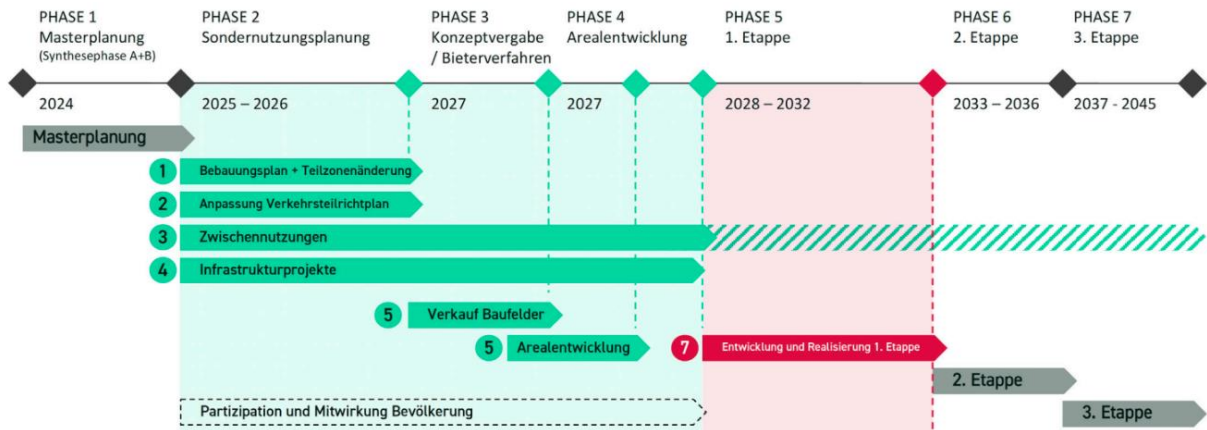 PHASE 1
Masterplanung
(Synthesephase A+B)
PHASE 2
Sondernutzungsplanung
PHASE 3
Konzeptvergabe
/ Bieterverfahren
PHASE 4
Arealentwicklung
PHASE 5
1. Etappe
PHASE 6
2. Etappe
PHASE 7
3. Etappe
2024
2025 – 2026
2027
2027
2028 – 2032
2033 – 2036
2037 - 2045
Masterplanung
1 Bebauungsplan + Teilzonenänderung
2 Anpassung Verkehrsteilrichtplan
3 Zwischennutzungen
4 Infrastrukturprojekte
5 Verkauf Baufelder
5 Arealentwicklung
7 Entwicklung und Realisierung 1. Etappe
2. Etappe
Partizipation und Mitwirkung Bevölkerung
3. Etappe